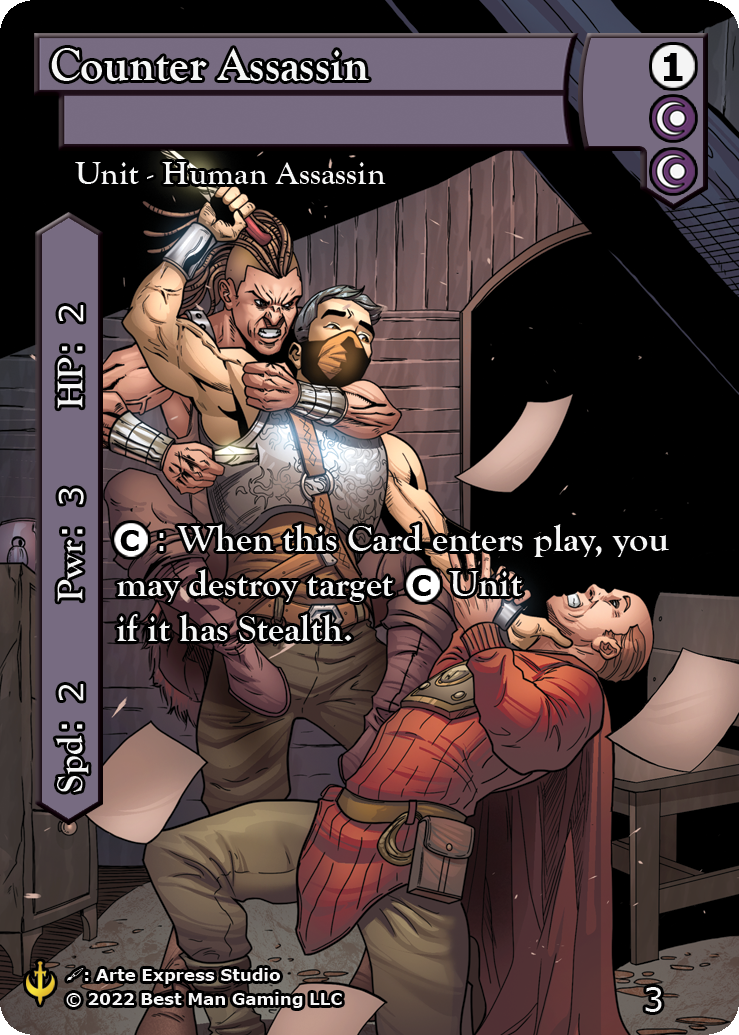 Counter Assassin
1
Unit - Human Assassin
HP: 2
Pwr: 3
Spd: 2
C : When this Card enters play, you
may destroy target C Unit
if it has Stealth.
: Arte Express Studio
© 2022 Best Man Gaming LLC
3